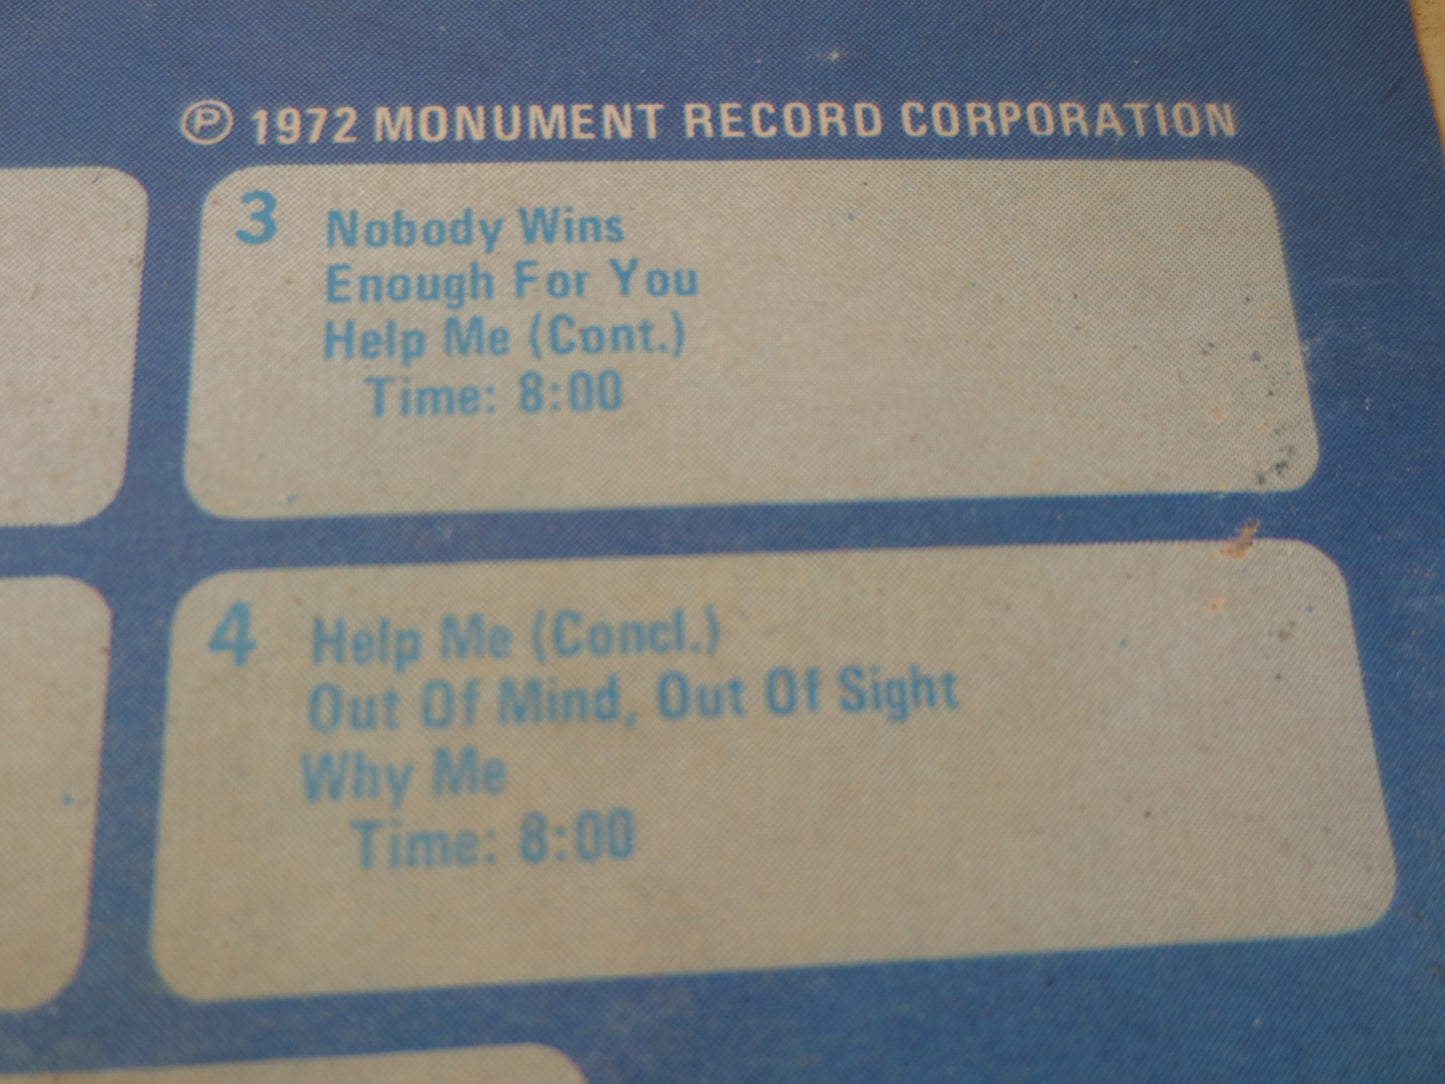 Ⓟ 1972 MONUMENT RECORD CORPORATION
3 Nobody Wins
Enough For You
Help Me (Cont.)
Time: 8:00
4 Help Me (Concl.)
Out Of Mind, Out Of Sight
Why Me
Time: 8:00